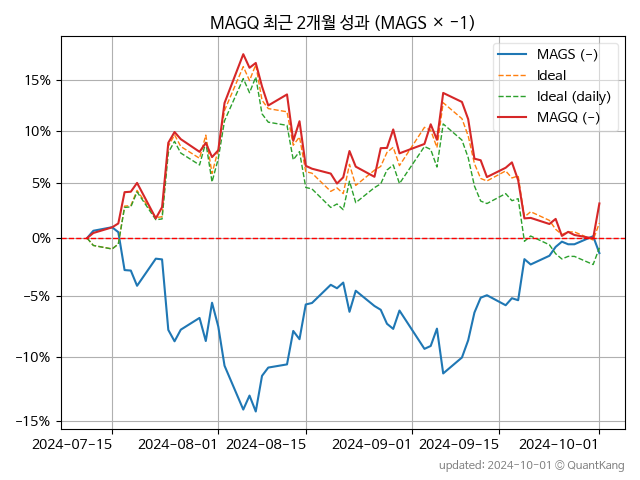 MAGQ 최근 2개월 성과 (MAGS × −1)
MAGS (-)
Ideal
Ideal (daily)
MAGQ (-)
15%
10%
5%
0%
−5%
−10%
−15%
2024-07-15
2024-08-01
2024-08-15
2024-09-01
2024-09-15
2024-10-01
updated: 2024-10-01 © QuantKang